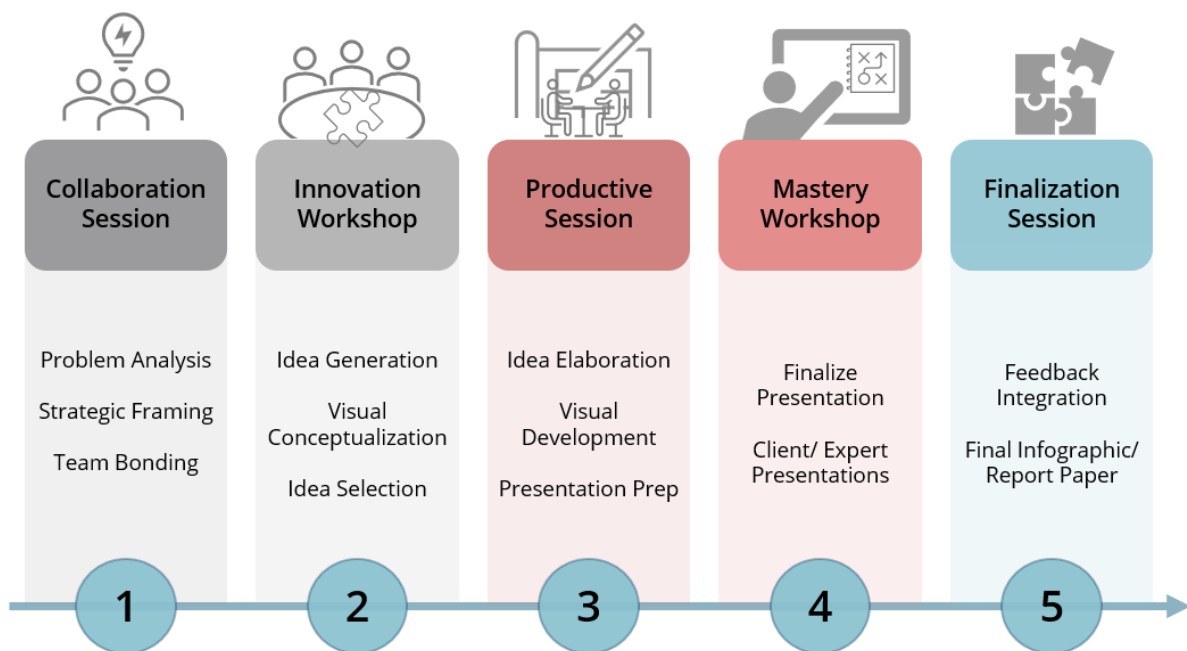 Collaboration
Session
Problem Analysis
Strategic Framing
Team Bonding
1
Innovation
Workshop
Idea Generation
Visual
Conceptualization
Idea Selection
2
Productive
Session
Idea Elaboration
Visual
Development
Presentation Prep
3
Mastery
Workshop
Finalize
Presentation
Client/ Expert
Presentations
4
Finalization
Session
Feedback
Integration
Final Infographic/
Report Paper
5